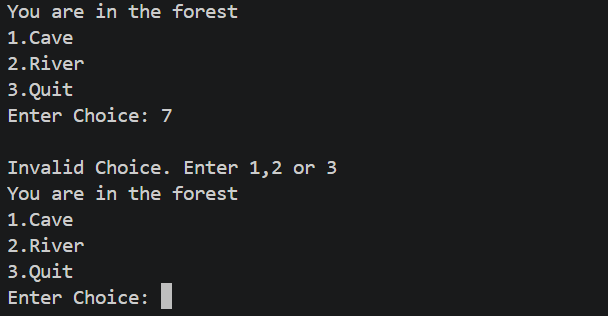 You are in the forest
1.Cave
2.River
3.Quit
Enter Choice: 7

Invalid Choice. Enter 1,2 or 3
You are in the forest
1.Cave
2.River
3.Quit
Enter Choice: